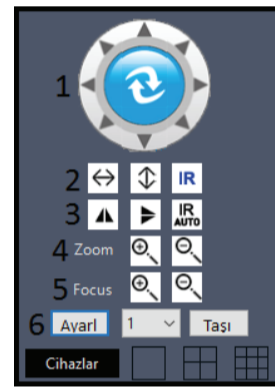 1
2 IR
3 IR AUTO
4 Zoom
5 Focus
6 Ayarl 1 Taşı
Cihazlar